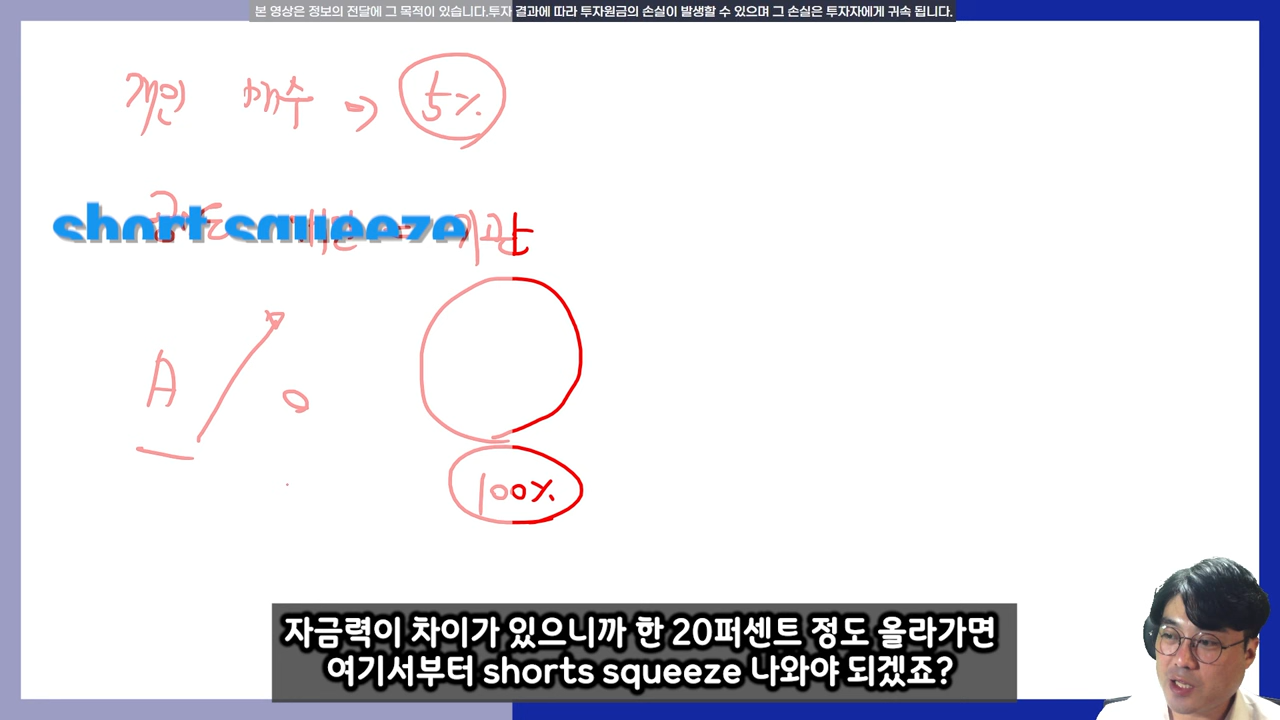 본 영상은 정보의 전달에 그 목적이 있습니다.투자 결과에 따라 투자원금의 손실이 발생할 수 있으며 그 손실은 투자자에게 귀속 됩니다.
개인 매수 → 5%
short squeeze
기관
A
100%
자금력이 차이가 있으니까 한 20퍼센트 정도 올라가면
여기서부터 shorts squeeze 나와야 되겠죠?